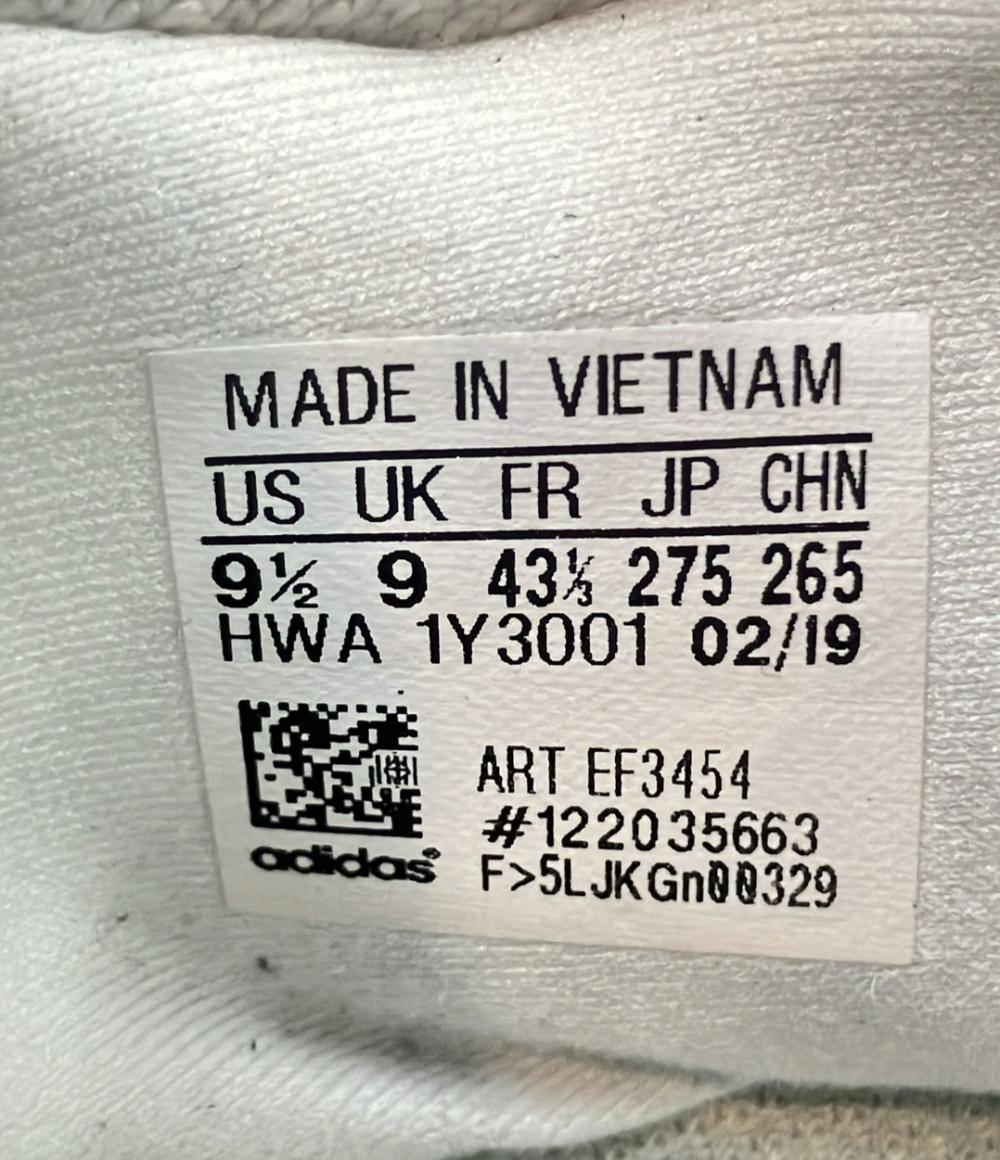 MADE IN VIETNAM
US UK FR JP CHN
9½ 9 43⅓ 275 265
HWA 1Y3001 02/19
ART EF3454
#122035663
adidas®
F>5LJKGn00329